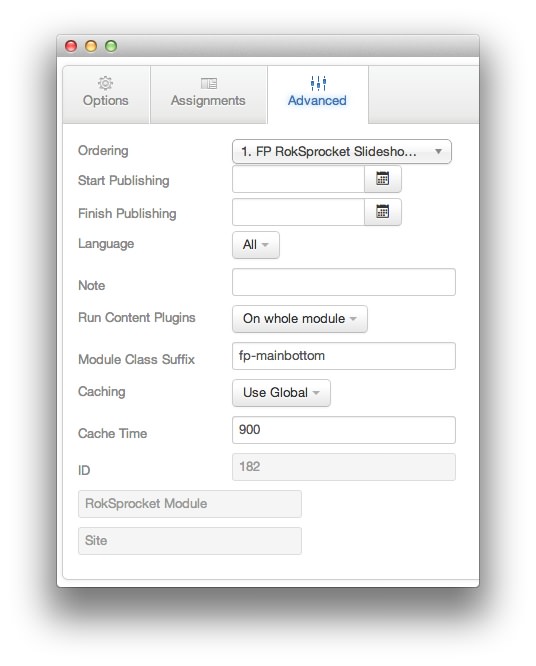 Options Assignments Advanced
Ordering 1. FP RokSprocket Slidesho...
Start Publishing
Finish Publishing
Language All
Note
Run Content Plugins On whole module
Module Class Suffix fp-mainbottom
Caching Use Global
Cache Time 900
ID 182
RokSprocket Module
Site